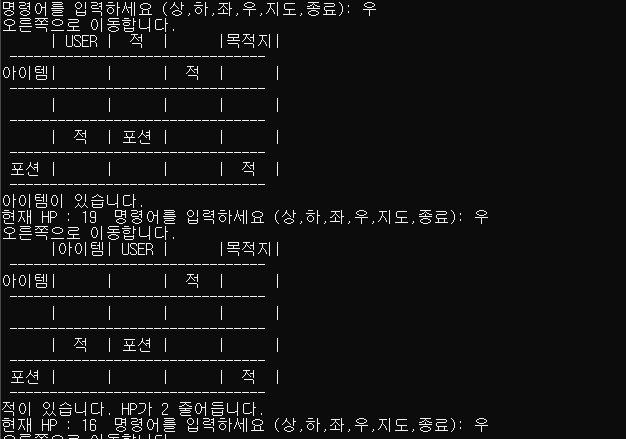 명령어를 입력하세요 (상,하,좌,우,지도,종료): 우
오른쪽으로 이동합니다.
| USER | 적 | |목적지|
아이템| | | 적 | |
| | | | |
| 적 | 포션 | | |
포션 | | | | 적 |
아이템이 있습니다.
현재 HP : 19 명령어를 입력하세요 (상,하,좌,우,지도,종료): 우
오른쪽으로 이동합니다.
|아이템| USER | |목적지|
아이템| | | 적 | |
| | | | |
| 적 | 포션 | | |
포션 | | | | 적 |
적이 있습니다. HP가 2 줄어듭니다.
현재 HP : 16 명령어를 입력하세요 (상,하,좌,우,지도,종료): 우
오른쪽으로 이동합니다.